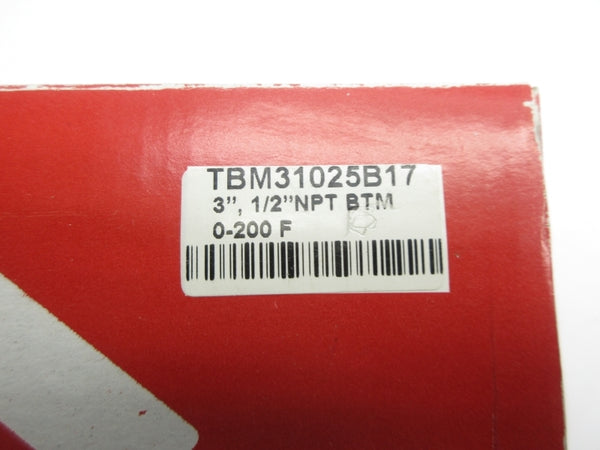 TBM31025B17
3”, 1/2”NPT BTM
0-200 F